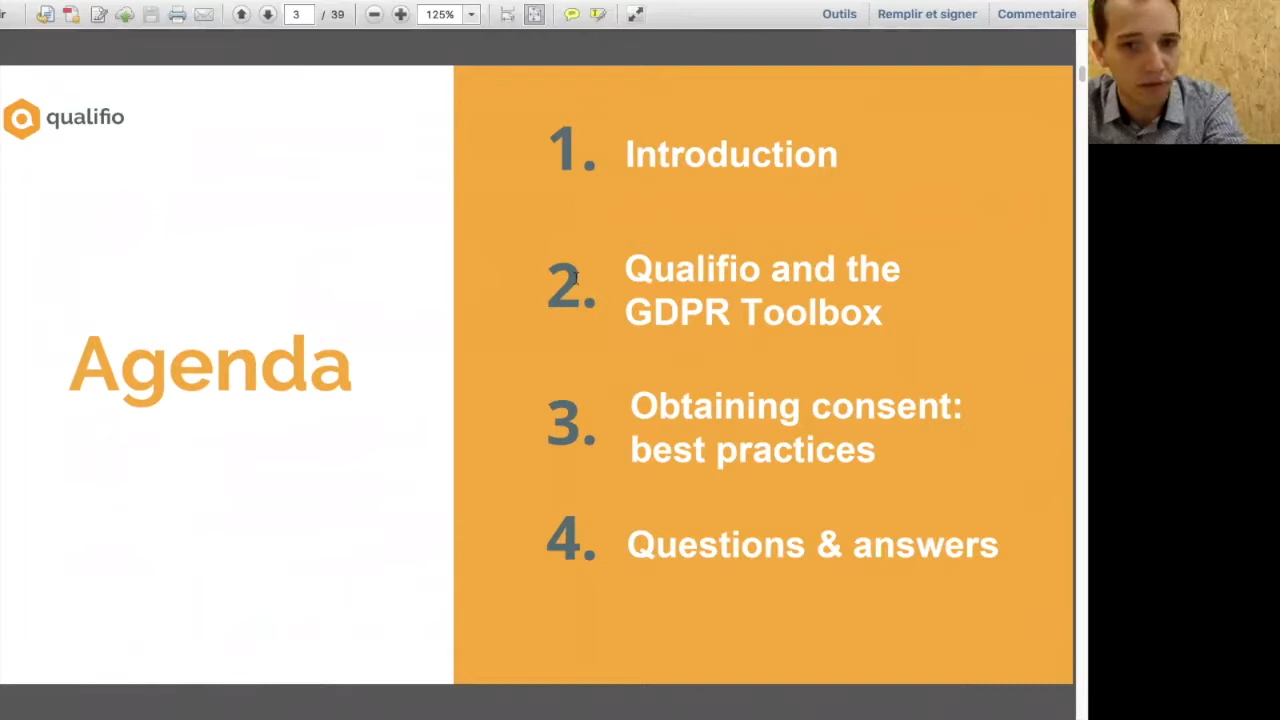 ir
3 / 39
125%
Outils
Remplir et signer
Commentaire
qualifio
Agenda
1. Introduction
2. Qualifio and the
GDPR Toolbox
3. Obtaining consent:
best practices
4. Questions & answers